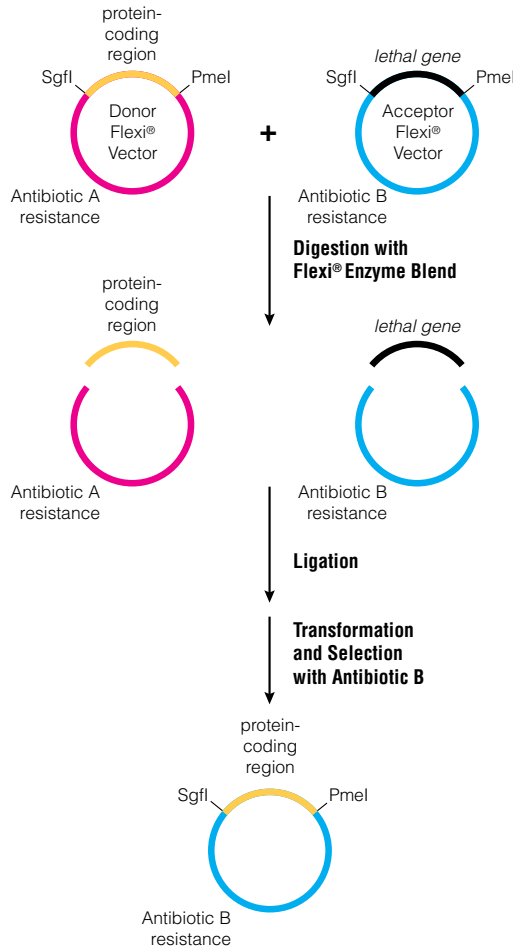 protein-
coding
region
SgfI
PmeI
Donor
Flexi®
Vector
Antibiotic A
resistance
+
lethal gene
SgfI
PmeI
Acceptor
Flexi®
Vector
Antibiotic B
resistance
Digestion with
Flexi® Enzyme Blend
protein-
coding
region
Antibiotic A
resistance
lethal gene
Antibiotic B
resistance
Ligation
Transformation
and Selection
with Antibiotic B
protein-
coding
region
SgfI
PmeI
Antibiotic B
resistance